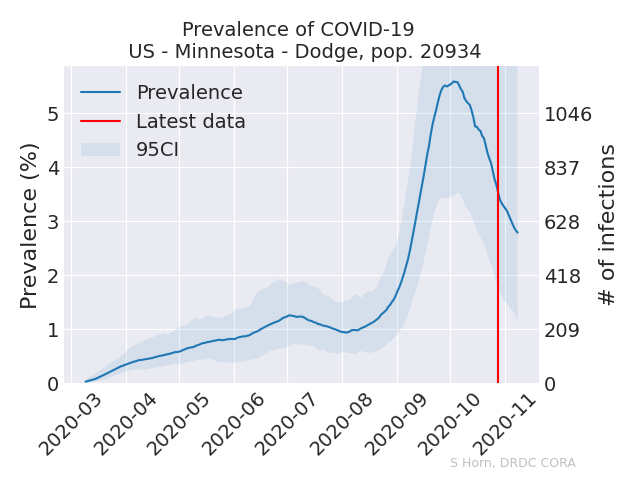 Prevalence of COVID-19
US - Minnesota - Dodge, pop. 20934
Prevalence
Latest data
95CI
Prevalence (%)
5
4
3
2
1
0
1046
837
628
418
209
0
# of infections
2020-03
2020-04
2020-05
2020-06
2020-07
2020-08
2020-09
2020-10
2020-11
S Horn, DRDC CORA